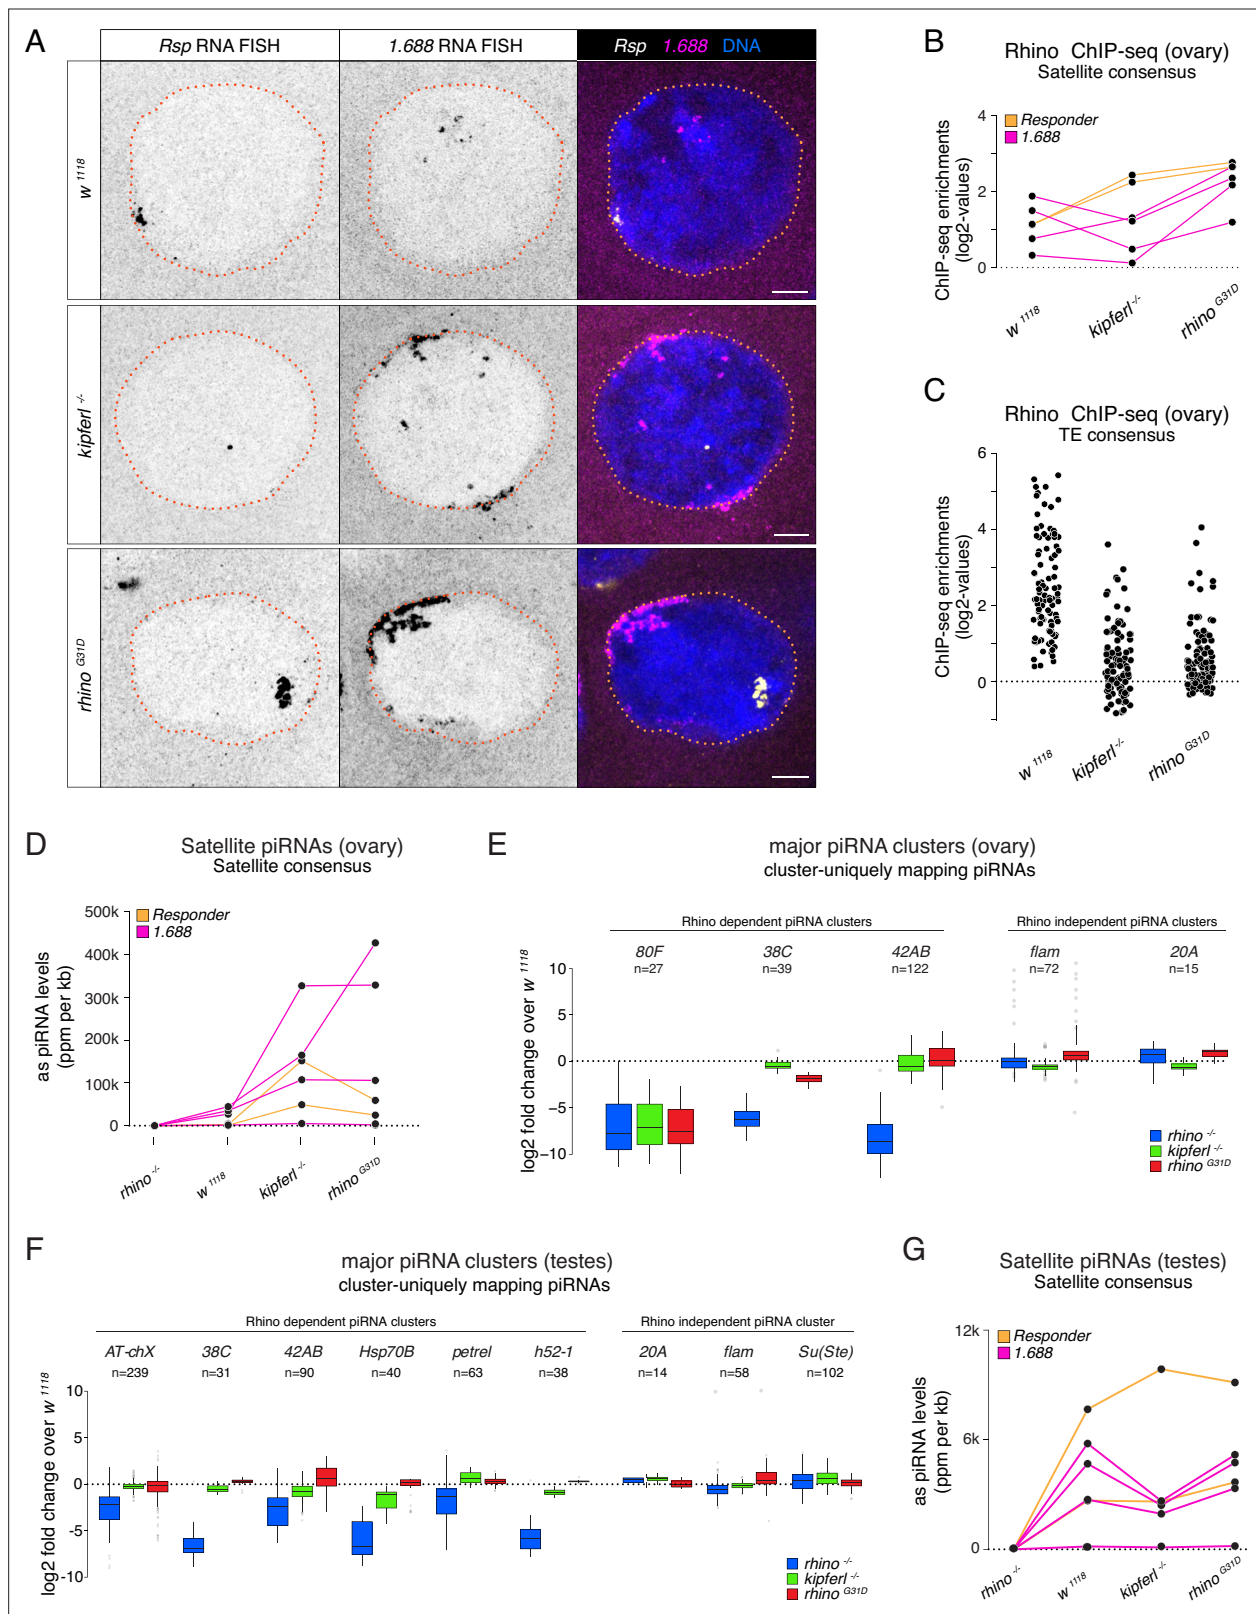 A
Rsp RNA FISH
1.688 RNA FISH
Rsp 1.688 DNA
w 1118
kipferl -/-
rhino G31D
B
Rhino ChIP-seq (ovary)
Satellite consensus
Responder
1.688
ChIP-seq enrichments
(log2-values)
4
2
0
w 1118
kipferl -/-
rhino G31D
C
Rhino ChIP-seq (ovary)
TE consensus
ChIP-seq enrichments
(log2-values)
6
4
2
0
w 1118
kipferl -/-
rhino G31D
D
Satellite piRNAs (ovary)
Satellite consensus
Responder
1.688
as piRNA levels
(ppm per kb)
500k
400k
300k
200k
100k
0
rhino -/-
w 1118
kipferl -/-
rhino G31D
E
major piRNA clusters (ovary)
cluster-uniquely mapping piRNAs
Rhino dependent piRNA clusters
Rhino independent piRNA clusters
80F
38C
42AB
flam
20A
n=27
n=39
n=122
n=72
n=15
log2 fold change over w 1118
10
5
0
−5
−10
rhino -/-
kipferl -/-
rhino G31D
F
major piRNA clusters (testes)
cluster-uniquely mapping piRNAs
Rhino dependent piRNA clusters
Rhino independent piRNA cluster
AT-chX
38C
42AB
Hsp70B
petrel
h52-1
20A
flam
Su(Ste)
n=239
n=31
n=90
n=40
n=63
n=38
n=14
n=58
n=102
log2 fold change over w 1118
10
5
0
-5
-10
rhino -/-
kipferl -/-
rhino G31D
G
Satellite piRNAs (testes)
Satellite consensus
Responder
1.688
as piRNA levels
(ppm per kb)
12k
6k
0
rhino -/-
w 1118
kipferl -/-
rhino G31D